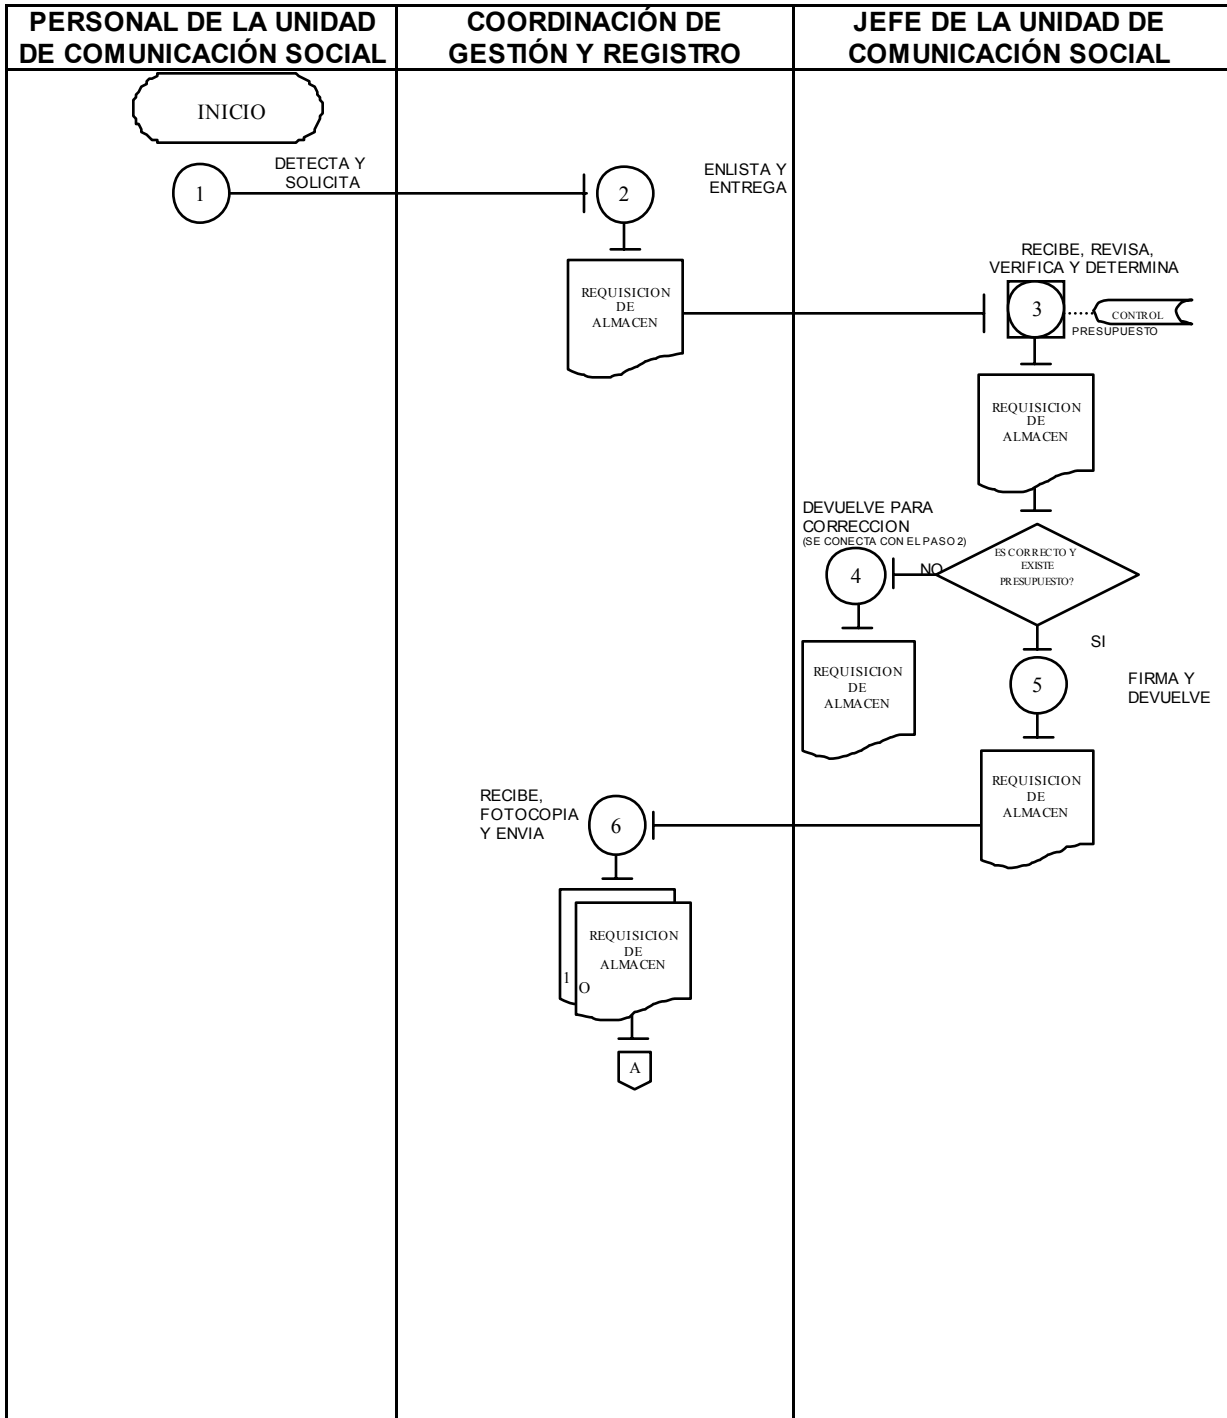 PERSONAL DE LA UNIDAD
DE COMUNICACIÓN SOCIAL
COORDINACIÓN DE
GESTIÓN Y REGISTRO
JEFE DE LA UNIDAD DE
COMUNICACIÓN SOCIAL
INICIO
1
DETECTA Y
SOLICITA
2
ENLISTA Y
ENTREGA
REQUISICION
DE
ALMACEN
RECIBE, REVISA,
VERIFICA Y DETERMINA
3
CONTROL
PRESUPUESTO
REQUISICION
DE
ALMACEN
DEVUELVE PARA
CORRECCION
(SE CONECTA CON EL PASO 2)
4
NO
ES CORRECTO Y
EXISTE
PRESUPUESTO?
REQUISICION
DE
ALMACEN
SI
5
FIRMA Y
DEVUELVE
REQUISICION
DE
ALMACEN
RECIBE,
FOTOCOPIA
Y ENVIA
6
REQUISICION
DE
ALMACEN
1
O
A